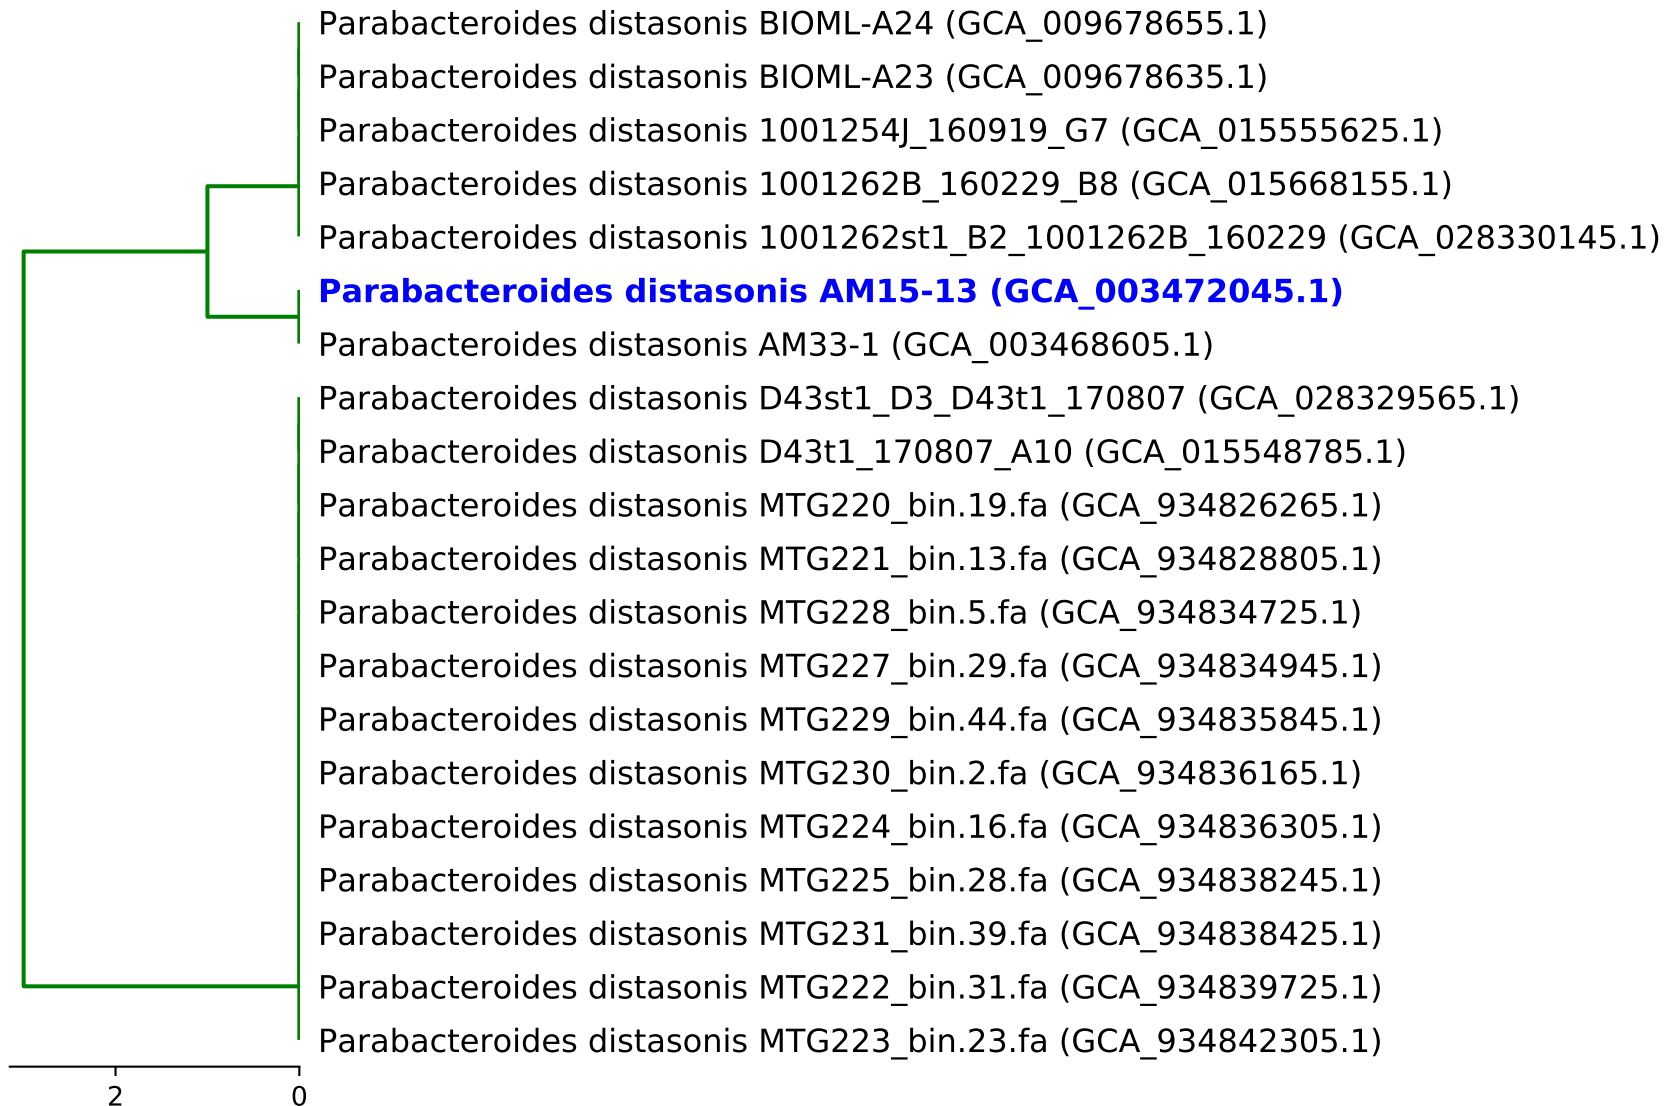 Parabacteroides distasonis BIOML-A24 (GCA_009678655.1)
Parabacteroides distasonis BIOML-A23 (GCA_009678635.1)
Parabacteroides distasonis 1001254J_160919_G7 (GCA_015555625.1)
Parabacteroides distasonis 1001262B_160229_B8 (GCA_015668155.1)
Parabacteroides distasonis 1001262st1_B2_1001262B_160229 (GCA_028330145.1)
Parabacteroides distasonis AM15-13 (GCA_003472045.1)
Parabacteroides distasonis AM33-1 (GCA_003468605.1)
Parabacteroides distasonis D43st1_D3_D43t1_170807 (GCA_028329565.1)
Parabacteroides distasonis D43t1_170807_A10 (GCA_015548785.1)
Parabacteroides distasonis MTG220_bin.19.fa (GCA_934826265.1)
Parabacteroides distasonis MTG221_bin.13.fa (GCA_934828805.1)
Parabacteroides distasonis MTG228_bin.5.fa (GCA_934834725.1)
Parabacteroides distasonis MTG227_bin.29.fa (GCA_934834945.1)
Parabacteroides distasonis MTG229_bin.44.fa (GCA_934835845.1)
Parabacteroides distasonis MTG230_bin.2.fa (GCA_934836165.1)
Parabacteroides distasonis MTG224_bin.16.fa (GCA_934836305.1)
Parabacteroides distasonis MTG225_bin.28.fa (GCA_934838245.1)
Parabacteroides distasonis MTG231_bin.39.fa (GCA_934838425.1)
Parabacteroides distasonis MTG222_bin.31.fa (GCA_934839725.1)
Parabacteroides distasonis MTG223_bin.23.fa (GCA_934842305.1)
2 0